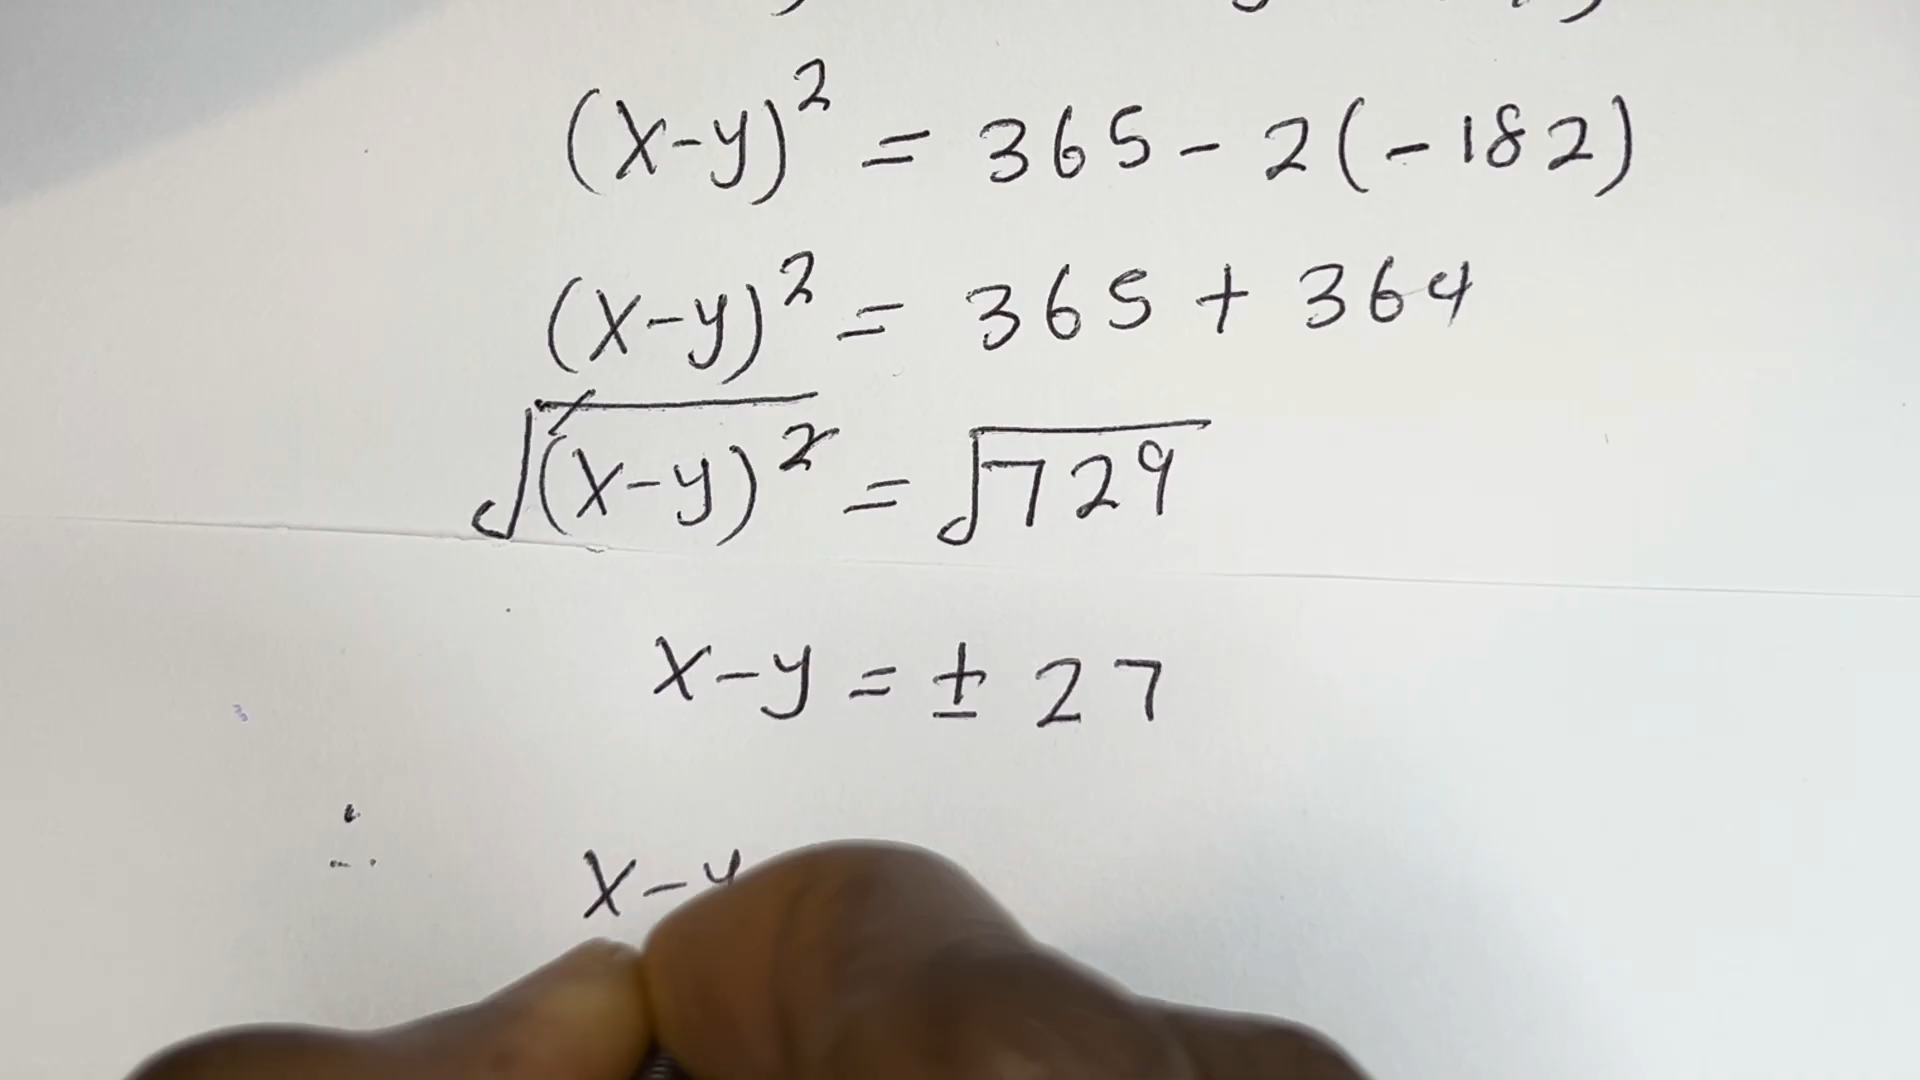 (x-y)² = 365 - 2(-182)
(x-y)² = 365 + 364
√(x-y)² = √729
x-y = ± 27
∴ x-y